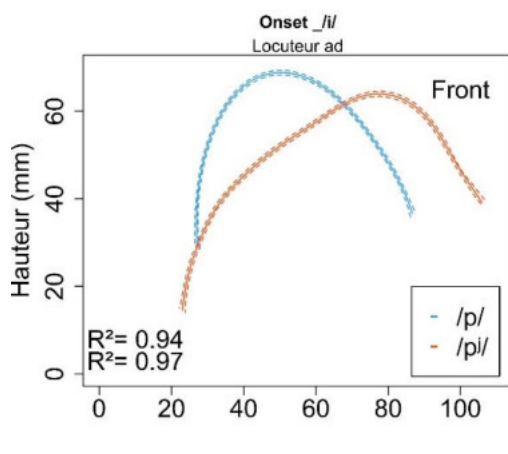 Onset _/i/
Locuteur ad
Front
Hauteur (mm)
60
40
20
0
R²= 0.94
R²= 0.97
/p/
/pʲ/
0 20 40 60 80 100